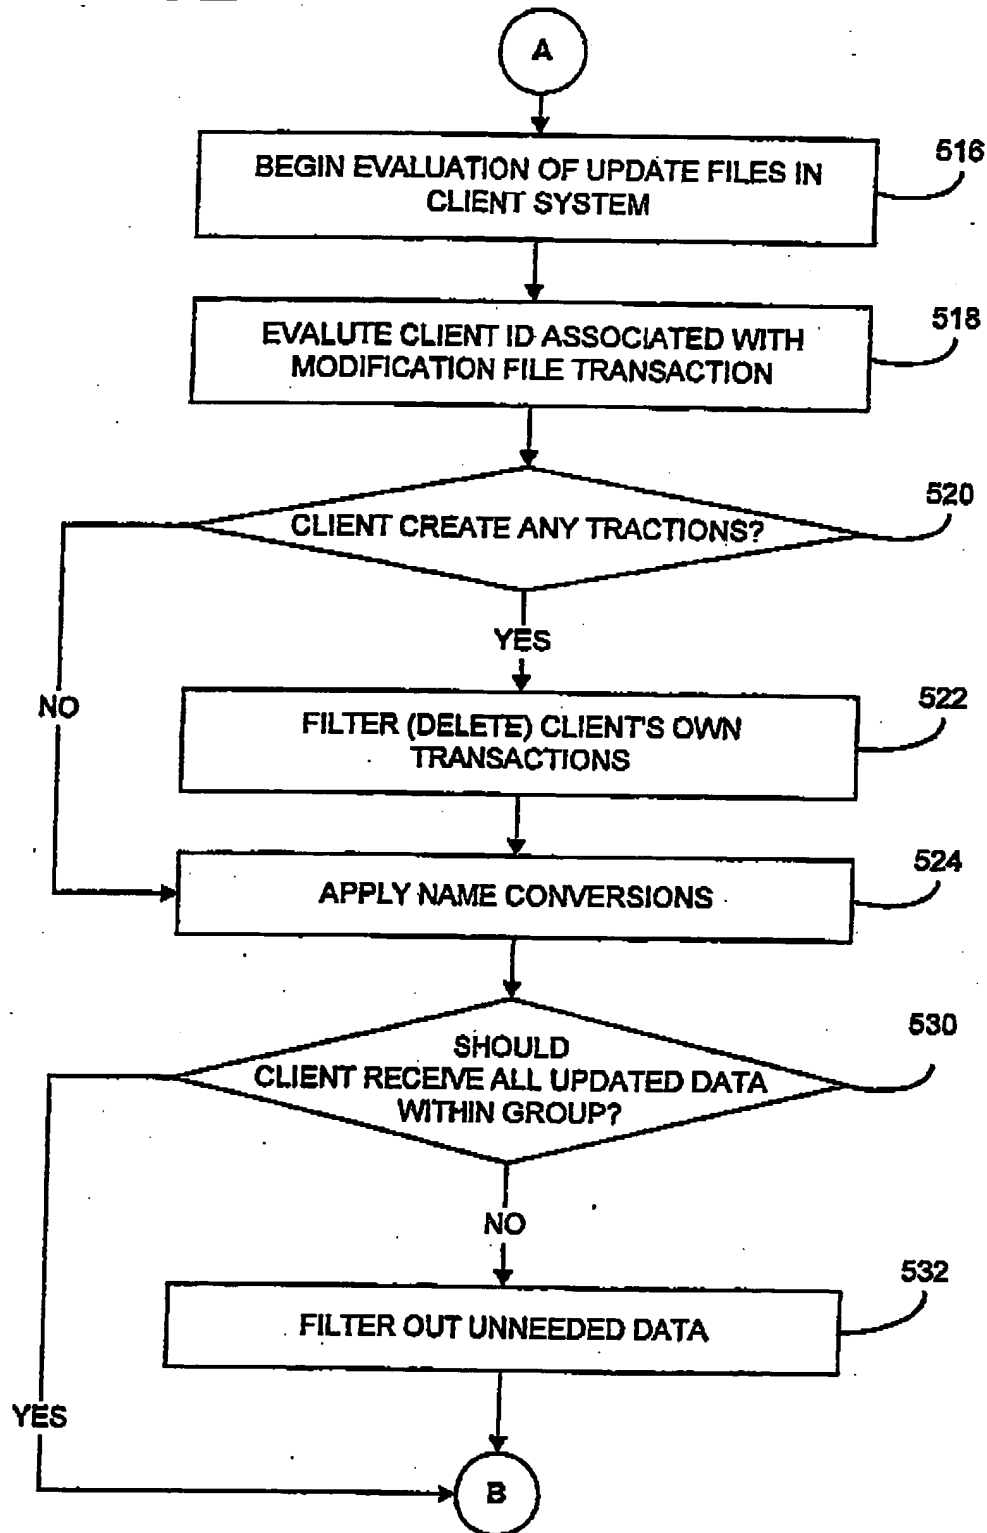 A
BEGIN EVALUATION OF UPDATE FILES IN
CLIENT SYSTEM
516
EVALUTE CLIENT ID ASSOCIATED WITH
MODIFICATION FILE TRANSACTION
518
CLIENT CREATE ANY TRACTIONS?
520
YES
NO
FILTER (DELETE) CLIENT'S OWN
TRANSACTIONS
522
APPLY NAME CONVERSIONS
524
SHOULD
CLIENT RECEIVE ALL UPDATED DATA
WITHIN GROUP?
530
NO
FILTER OUT UNNEEDED DATA
532
YES
B